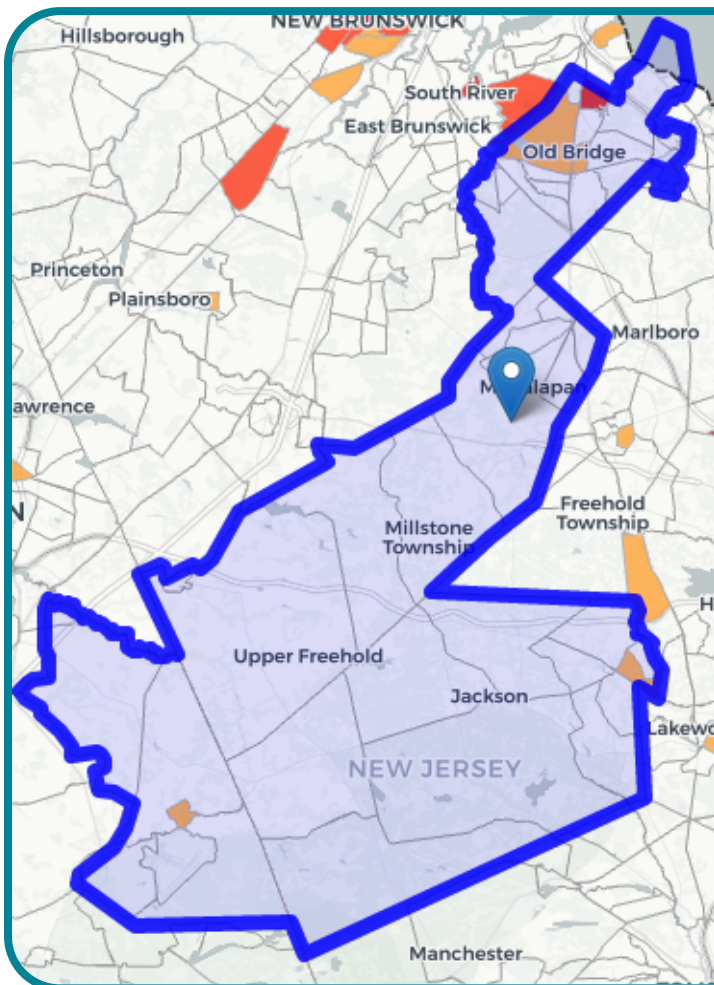 NEW BRUNSWICK
Hillsborough
South River
East Brunswick
Old Bridge
Princeton
Plainsboro
Marlboro
awrence
Freehold
Township
N
Millstone
Township
H
Upper Freehold
Jackson
Lakewo
NEW JERSEY
Manchester